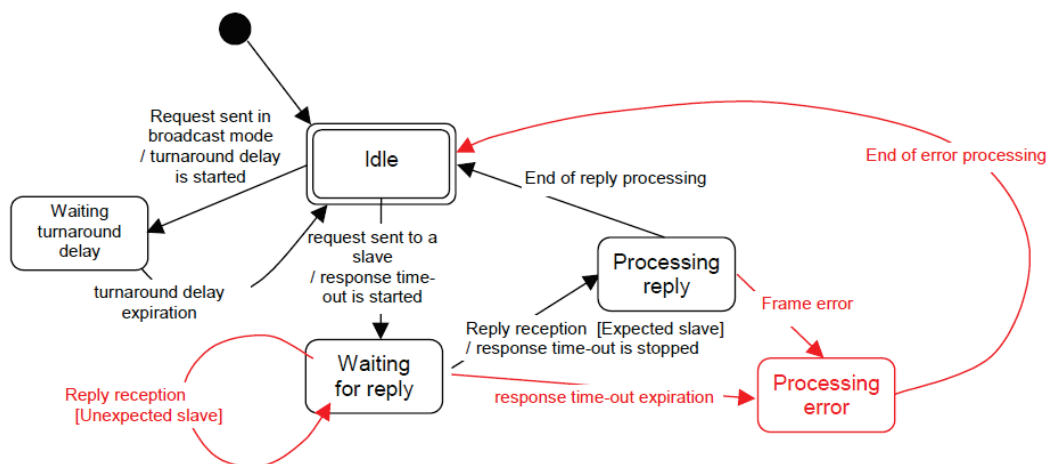 Request sent in
broadcast mode
/ turnaround delay
is started
Idle
End of error processing
End of reply processing
Waiting
turnaround
delay
request sent to a
slave
/ response time-
out is started
turnaround delay
expiration
Processing
reply
Frame error
Reply reception [Expected slave]
/ response time-out is stopped
Waiting
for reply
Reply reception
[Unexpected slave]
response time-out expiration
Processing
error